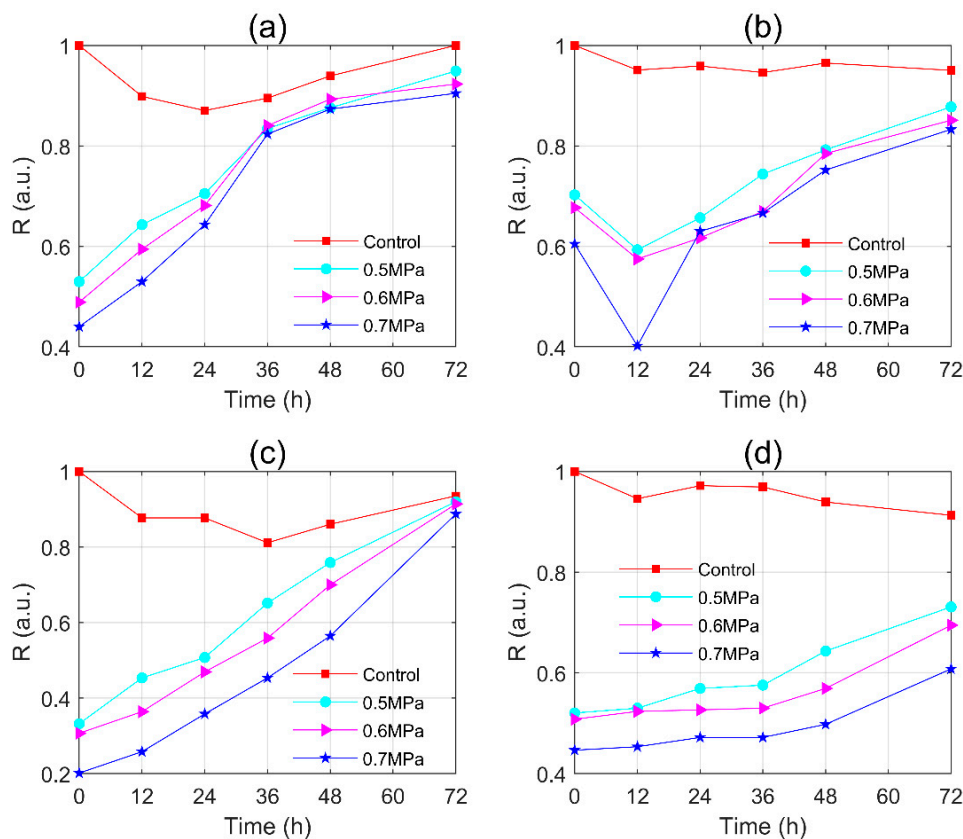 (a)
1
0.8
0.6
0.4
R (a.u.)
Control
0.5MPa
0.6MPa
0.7MPa
0 12 24 36 48 60 72
Time (h)
(b)
1
0.8
0.6
0.4
R (a.u.)
Control
0.5MPa
0.6MPa
0.7MPa
0 12 24 36 48 60 72
Time (h)
(c)
1
0.8
0.6
0.4
0.2
R (a.u.)
Control
0.5MPa
0.6MPa
0.7MPa
0 12 24 36 48 60 72
Time (h)
(d)
1
0.8
0.6
0.4
R (a.u.)
Control
0.5MPa
0.6MPa
0.7MPa
0 12 24 36 48 60 72
Time (h)